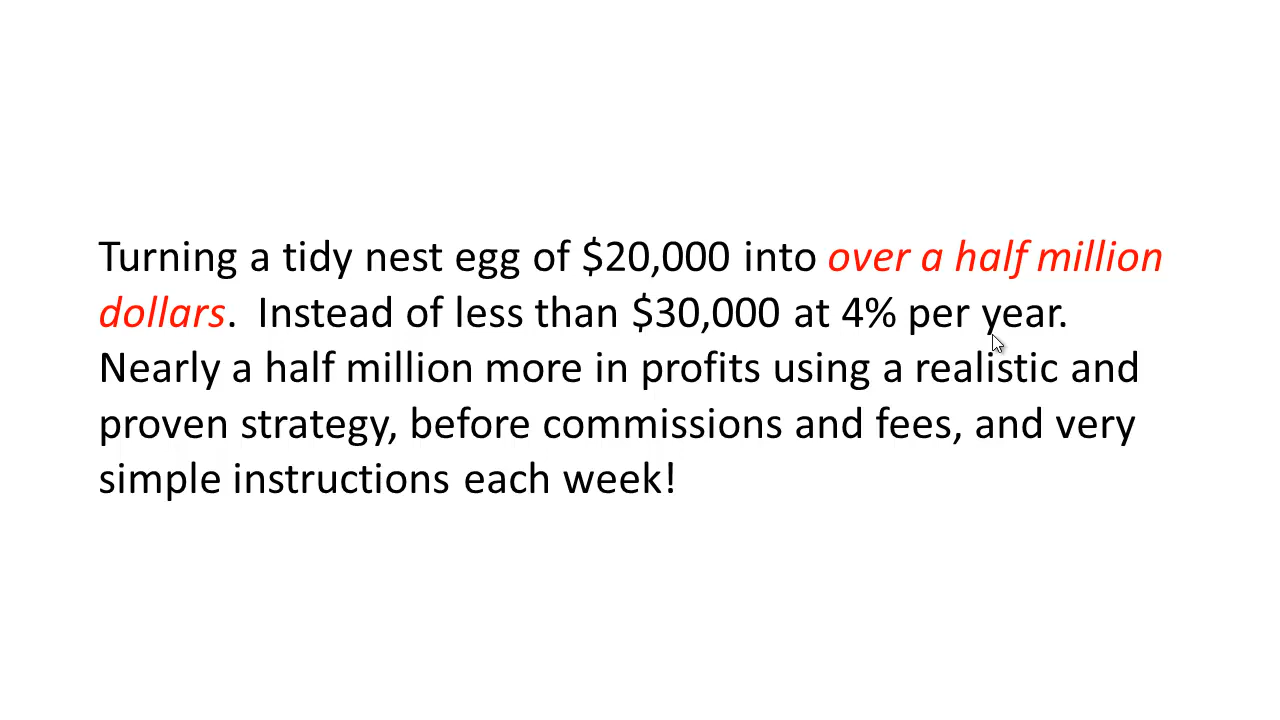 Turning a tidy nest egg of $20,000 into over a half million
dollars.  Instead of less than $30,000 at 4% per year.
Nearly a half million more in profits using a realistic and
proven strategy, before commissions and fees, and very
simple instructions each week!